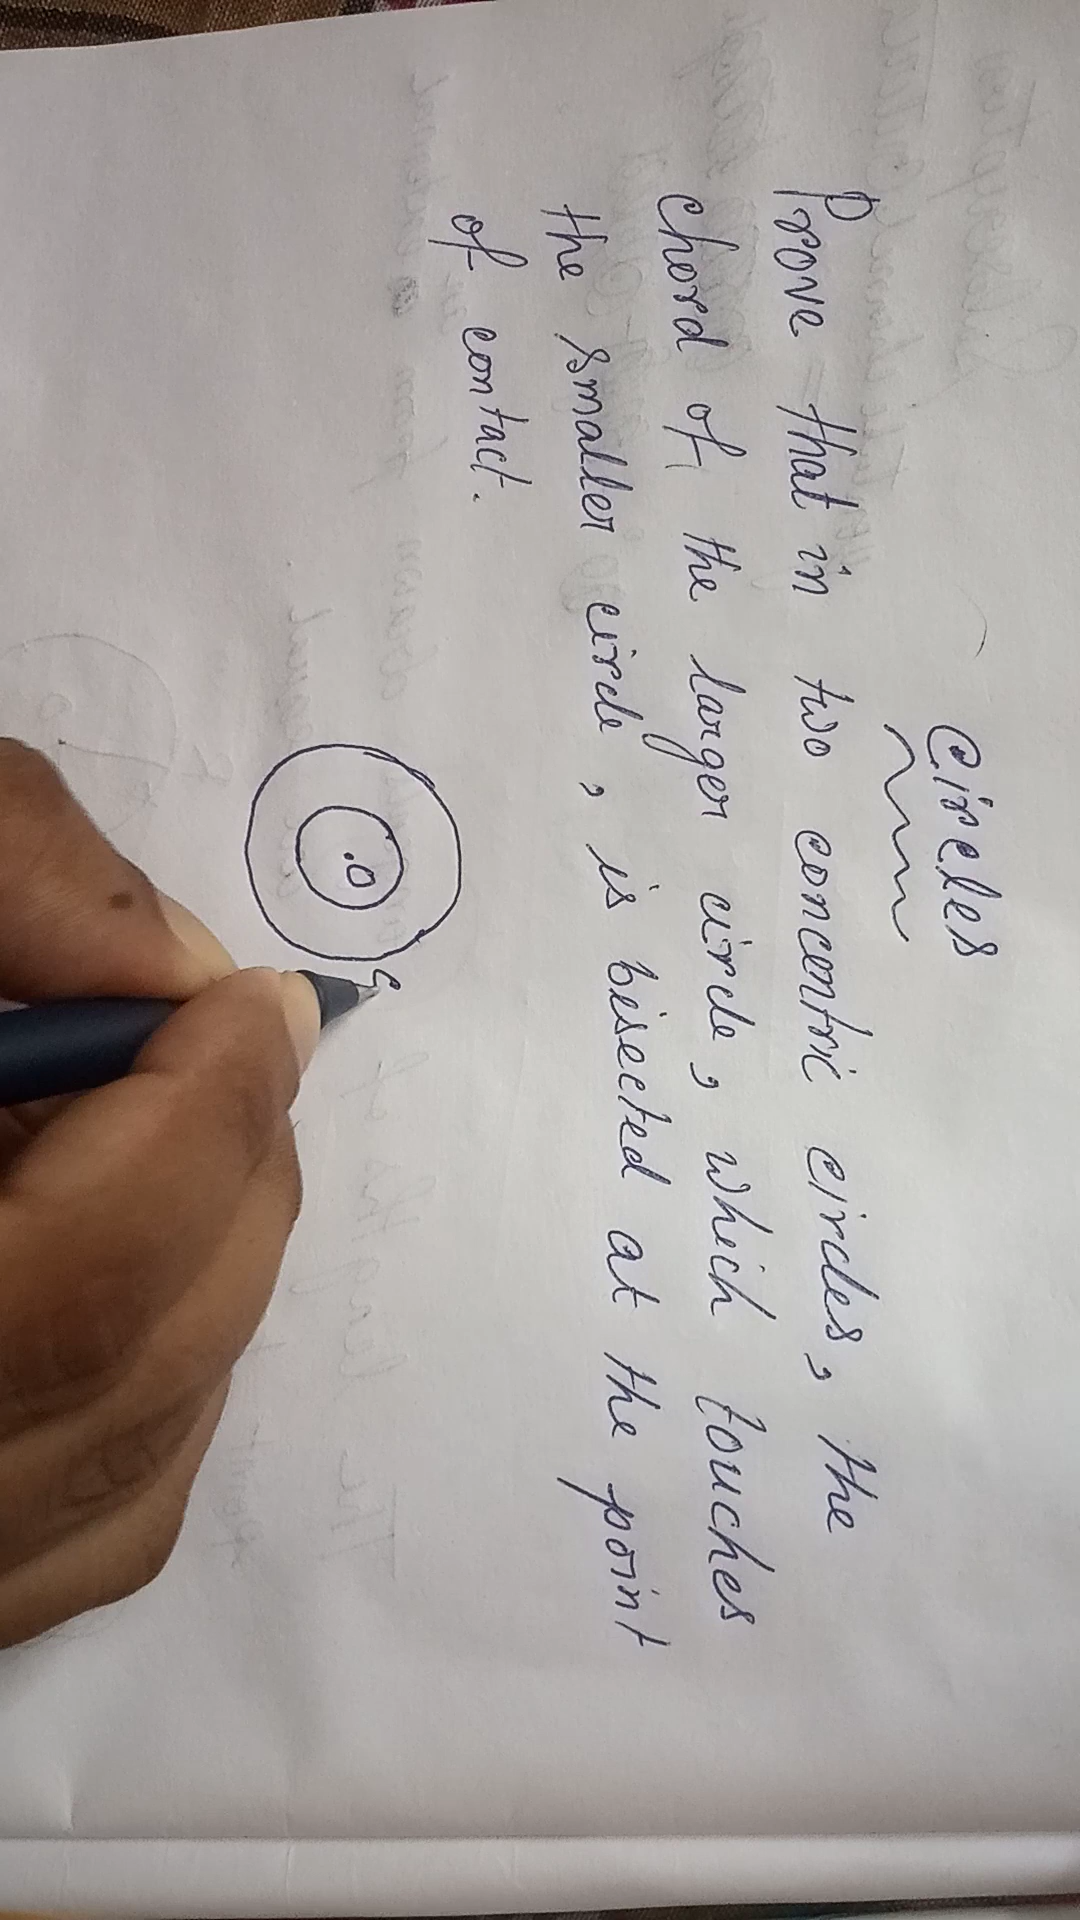 Circles
Prove that in two concentric circles, the
chord of the larger circle, which touches
the smaller circle, is bisected at the point
of contact.
.O